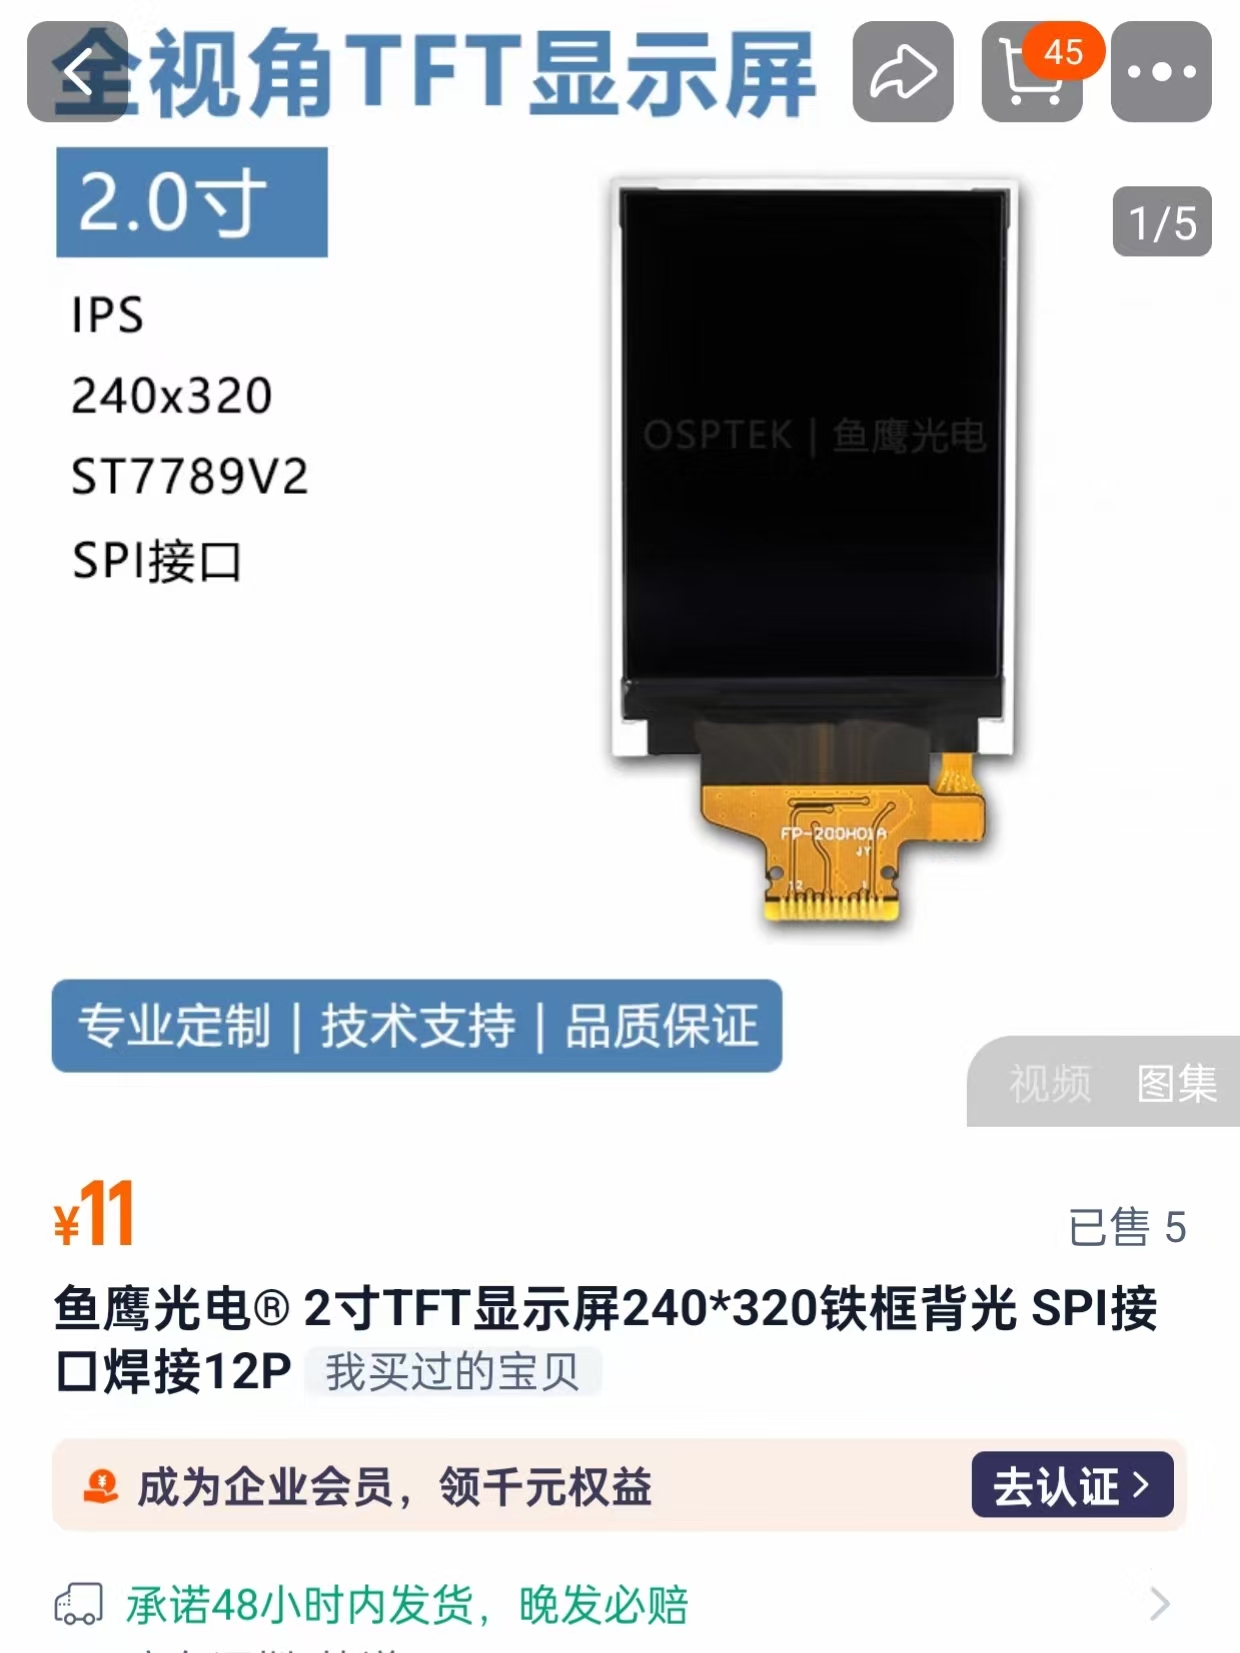 全视角TFT显示屏
45
2.0寸
1/5
IPS
240x320
ST7789V2
SPI接口
OSPTEK | 鱼鹰光电
FP-200H01A
JY
12 1
专业定制 | 技术支持 | 品质保证
视频 图集
¥11
已售 5
鱼鹰光电® 2寸TFT显示屏240*320铁框背光 SPI接
口焊接12P 我买过的宝贝
成为企业会员，领千元权益
去认证
承诺48小时内发货，晚发必赔